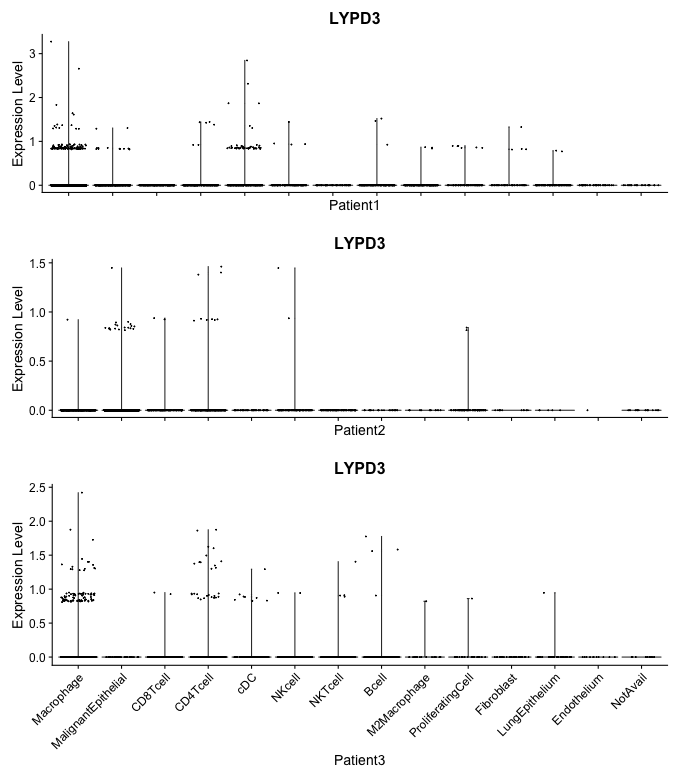 LYPD3
Expression Level
3
2
1
0
Patient1
LYPD3
Expression Level
1.5
1.0
0.5
0.0
Patient2
LYPD3
Expression Level
2.5
2.0
1.5
1.0
0.5
0.0
Macrophage
MalignantEpithelial
CD8Tcell
CD4Tcell
cDC
NKcell
NKTcell
Bcell
M2Macrophage
ProliferatingCell
Fibroblast
LungEpithelium
Endothelium
NotAvail
Patient3